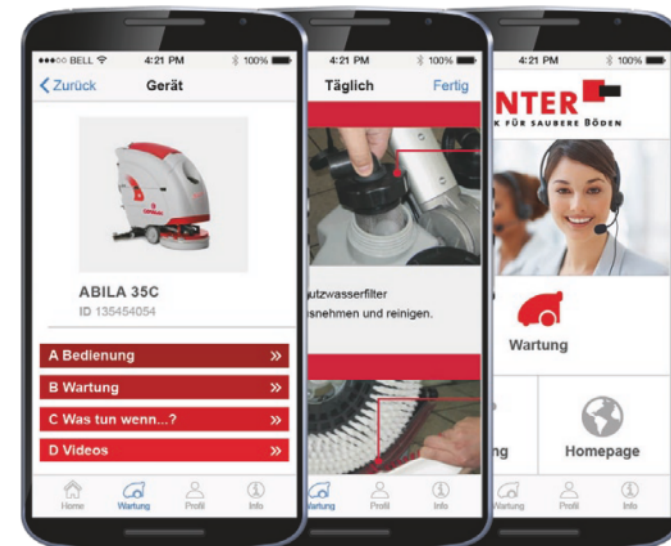 ●●●○○ BELL 4:21 PM 100%
Zurück Gerät
COMAC
ABILA 35C
ID 135454054
A Bedienung »
B Wartung »
C Was tun wenn...? »
D Videos »
Home Wartung Profil Info
4:21 PM 100%
Täglich Fertig
utzwasserfilter
usnehmen und reinigen.
Wartung Profil Info
4:21 PM 100%
NTER
K FÜR SAUBERE BÖDEN
Wartung
ng Homepage
Wartung Profil Info